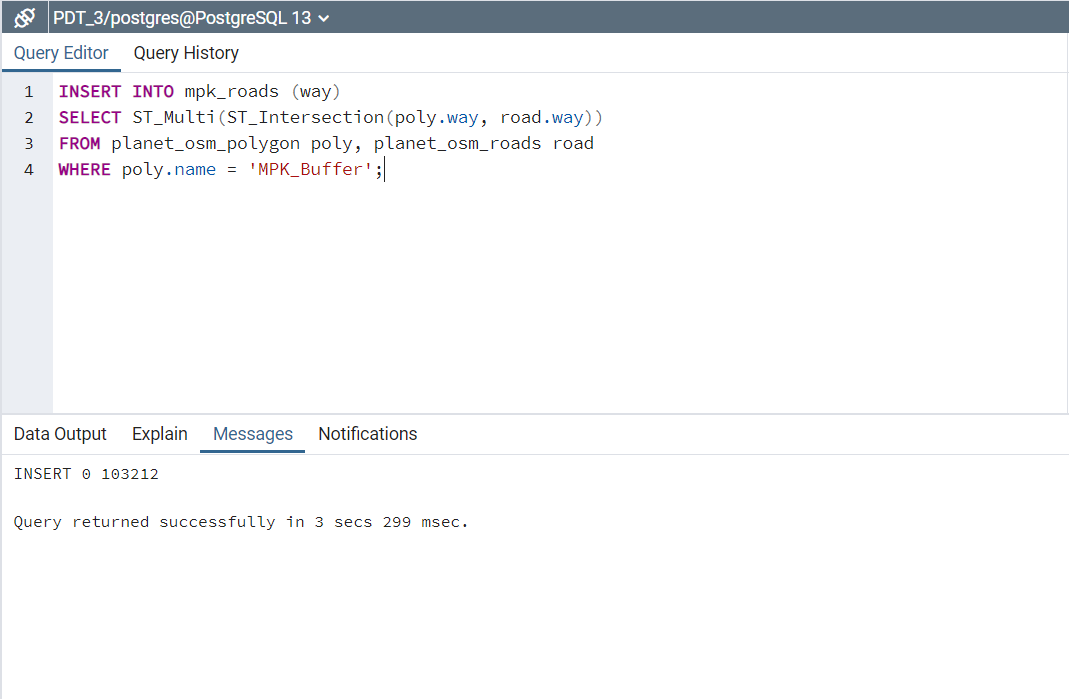 PDT_3/postgres@PostgreSQL 13
Query Editor Query History
1 INSERT INTO mpk_roads (way)
2 SELECT ST_Multi(ST_Intersection(poly.way, road.way))
3 FROM planet_osm_polygon poly, planet_osm_roads road
4 WHERE poly.name = 'MPK_Buffer';
Data Output Explain Messages Notifications
INSERT 0 103212
Query returned successfully in 3 secs 299 msec.